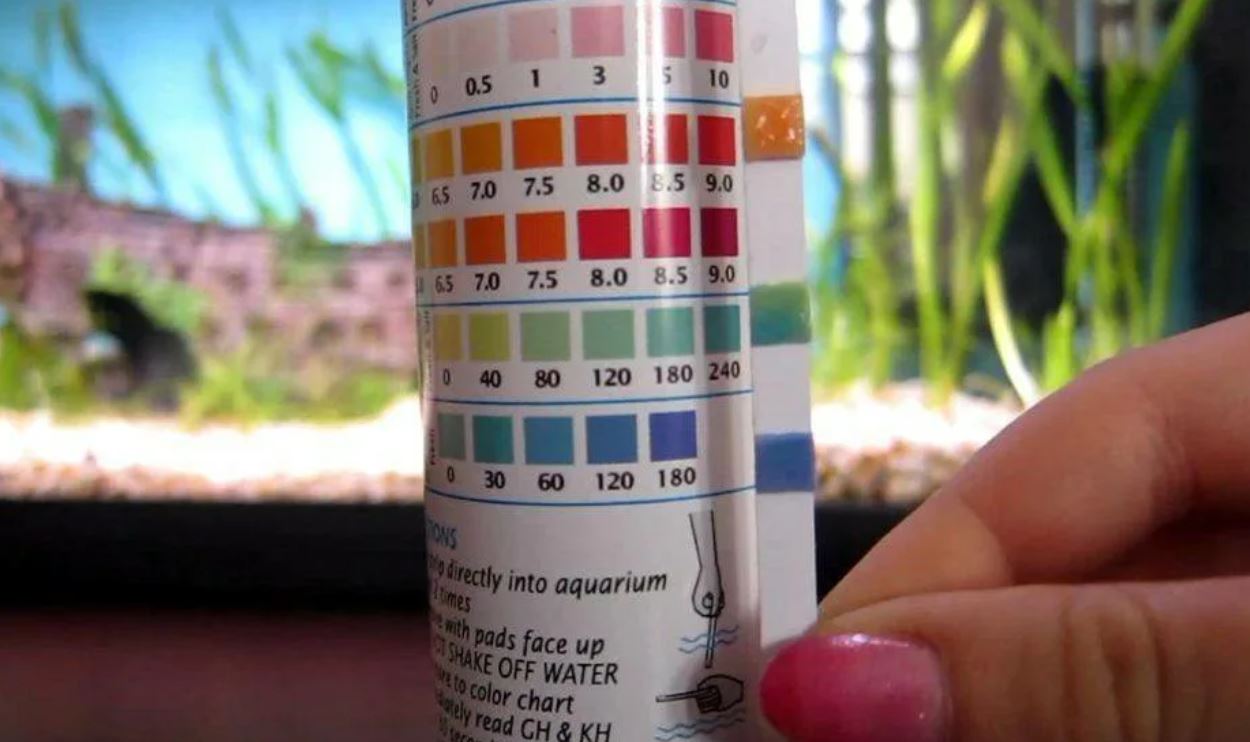 0 0.5 1 3 5 10
6.5 7.0 7.5 8.0 8.5 9.0
6.5 7.0 7.5 8.0 8.5 9.0
0 40 80 120 180 240
0 30 60 120 180
directly into aquarium
times
with pads face up
SHAKE OFF WATER
to color chart
read GH & KH